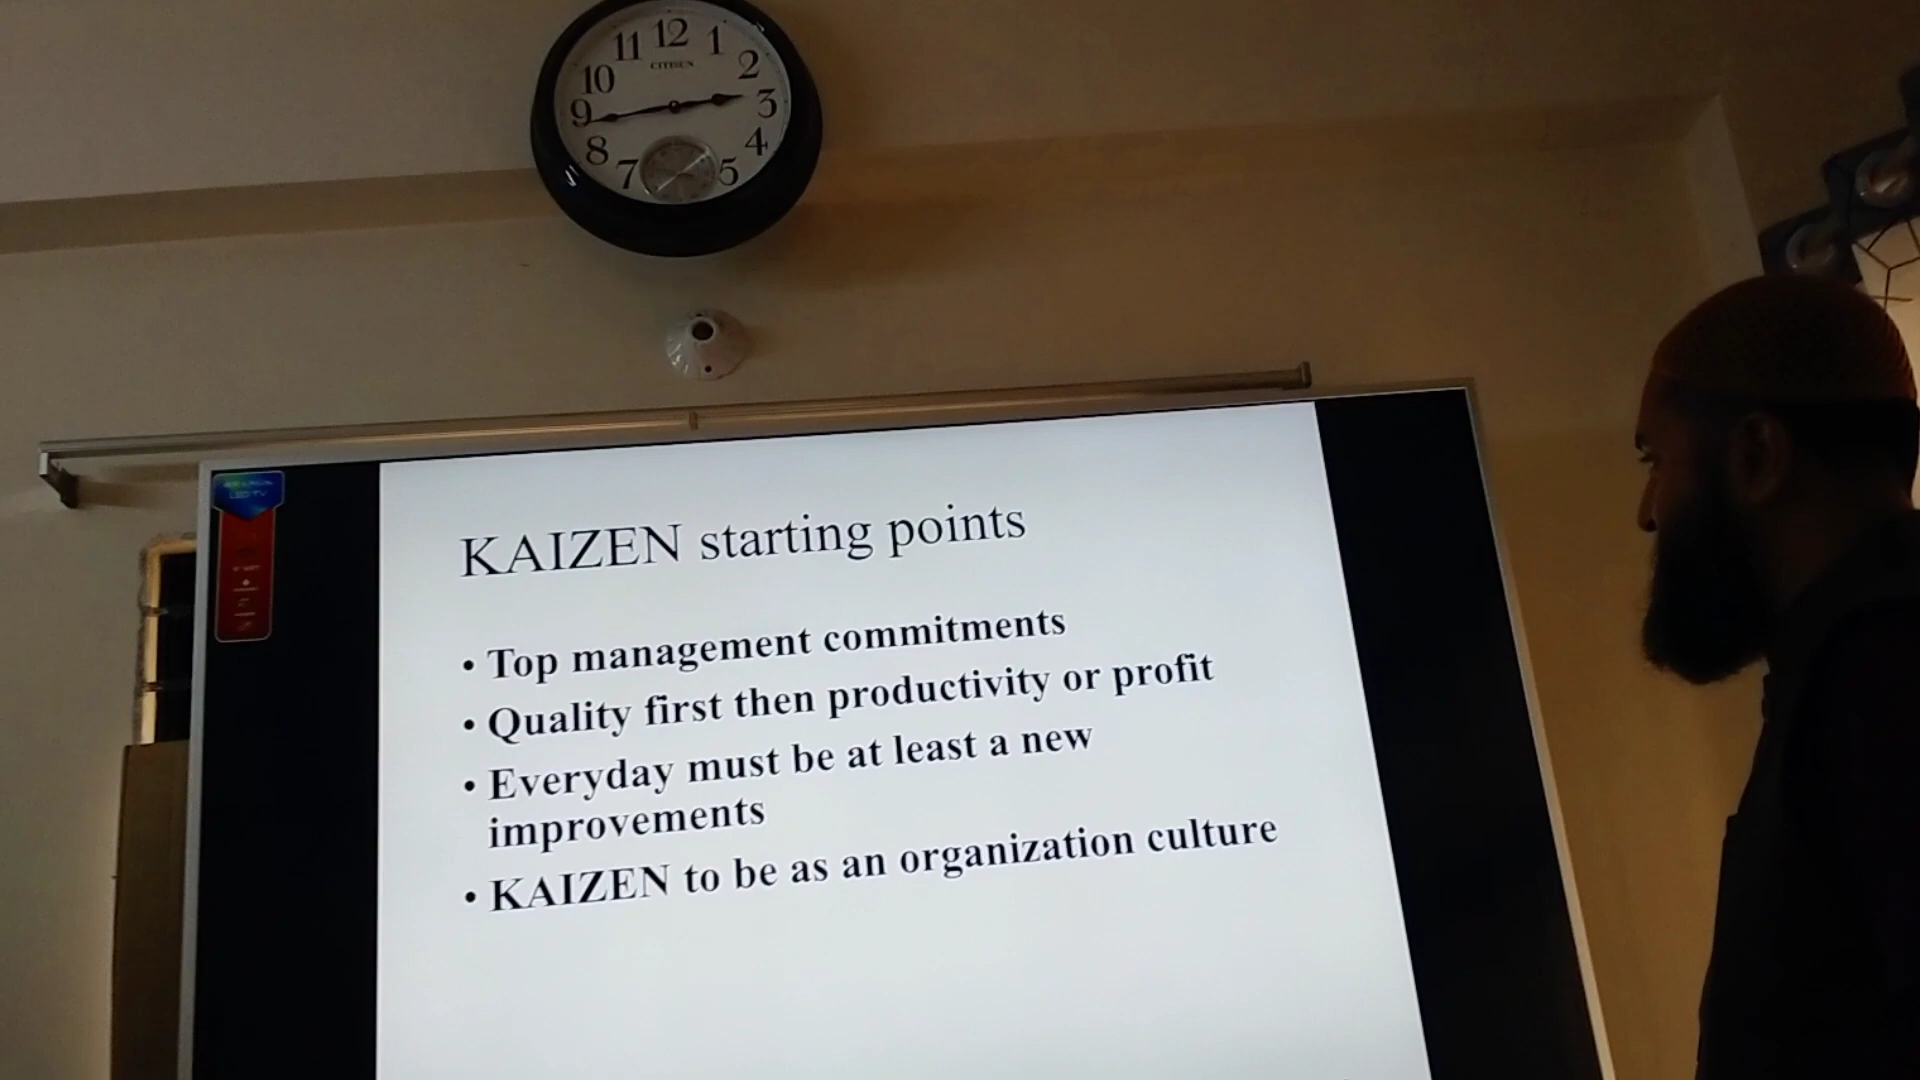 12
11
1
10
2
CITIZEN
9
3
8
4
7
5
LED TV
KAIZEN starting points
• Top management commitments
• Quality first then productivity or profit
• Everyday must be at least a new
improvements
• KAIZEN to be as an organization culture